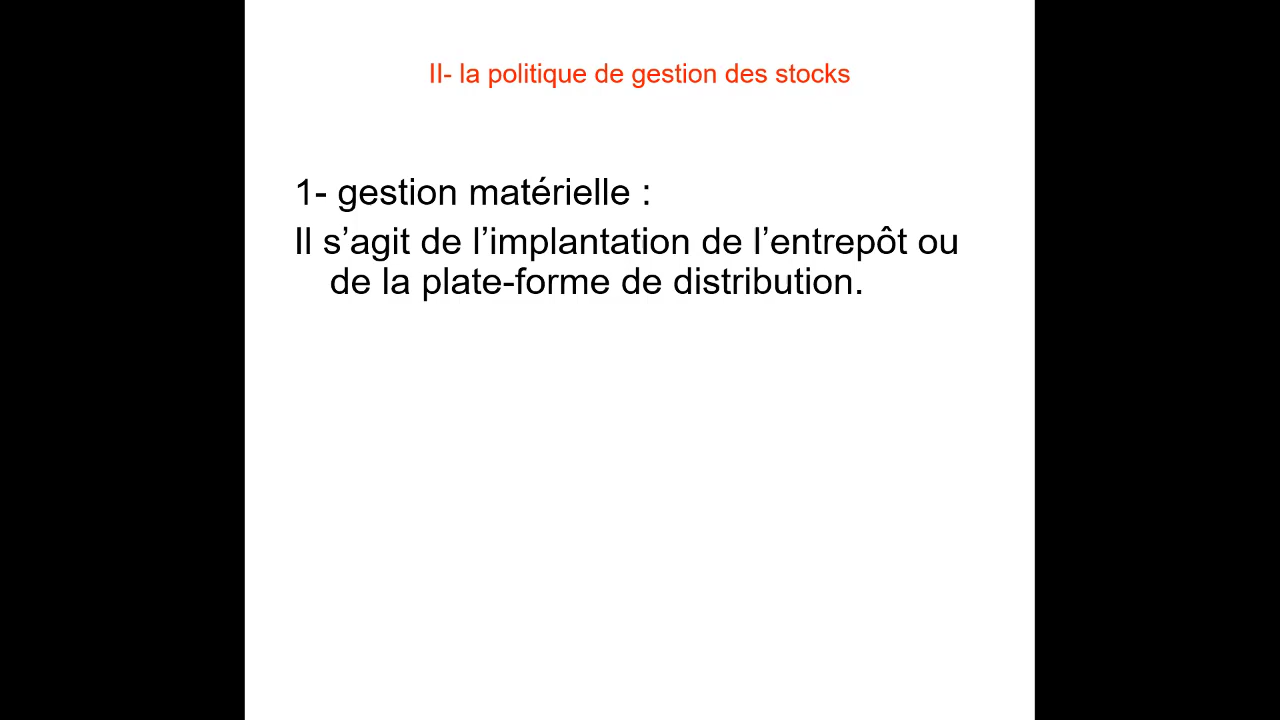 II- la politique de gestion des stocks
1- gestion matérielle :
Il s’agit de l’implantation de l’entrepôt ou
de la plate-forme de distribution.